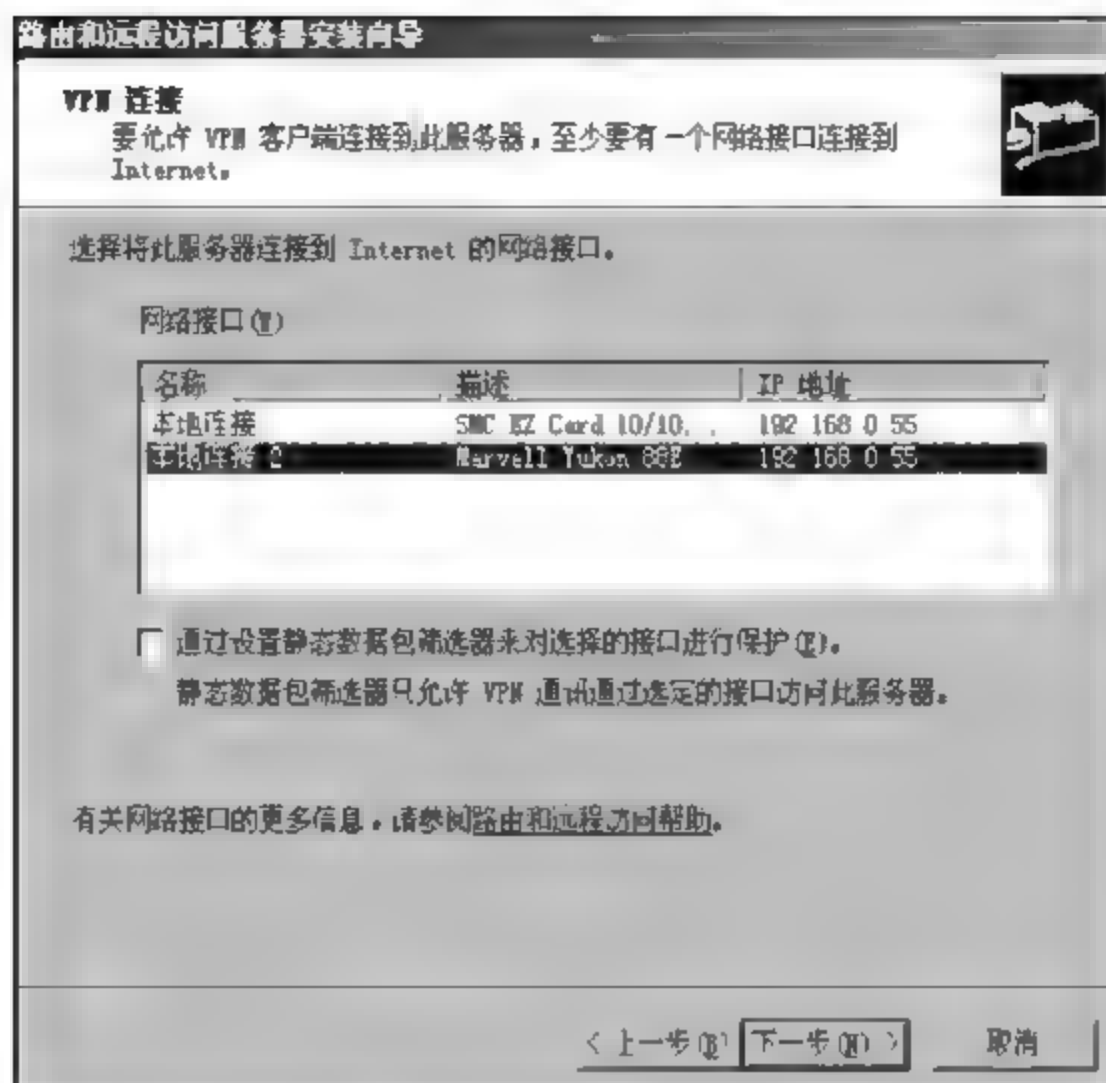 路由和远程访问服务器安装向导
VPN 连接
要允许 VPN 客户端连接到此服务器，至少要有一个网络接口连接到
Internet。
选择将此服务器连接到 Internet 的网络接口。
网络接口(W)
名称 描述 IP 地址
本地连接 SMC EZ Card 10/10... 192 168 0 55
本地连接 2 Marvell Yukon 88E 192 168 0 55
通过设置静态数据包筛选器来对选择的接口进行保护(E)。
静态数据包筛选器只允许 VPN 通讯通过选定的接口访问此服务器。
有关网络接口的更多信息，请参阅路由和远程访问帮助。
< 上一步(B) 下一步(N) > 取消